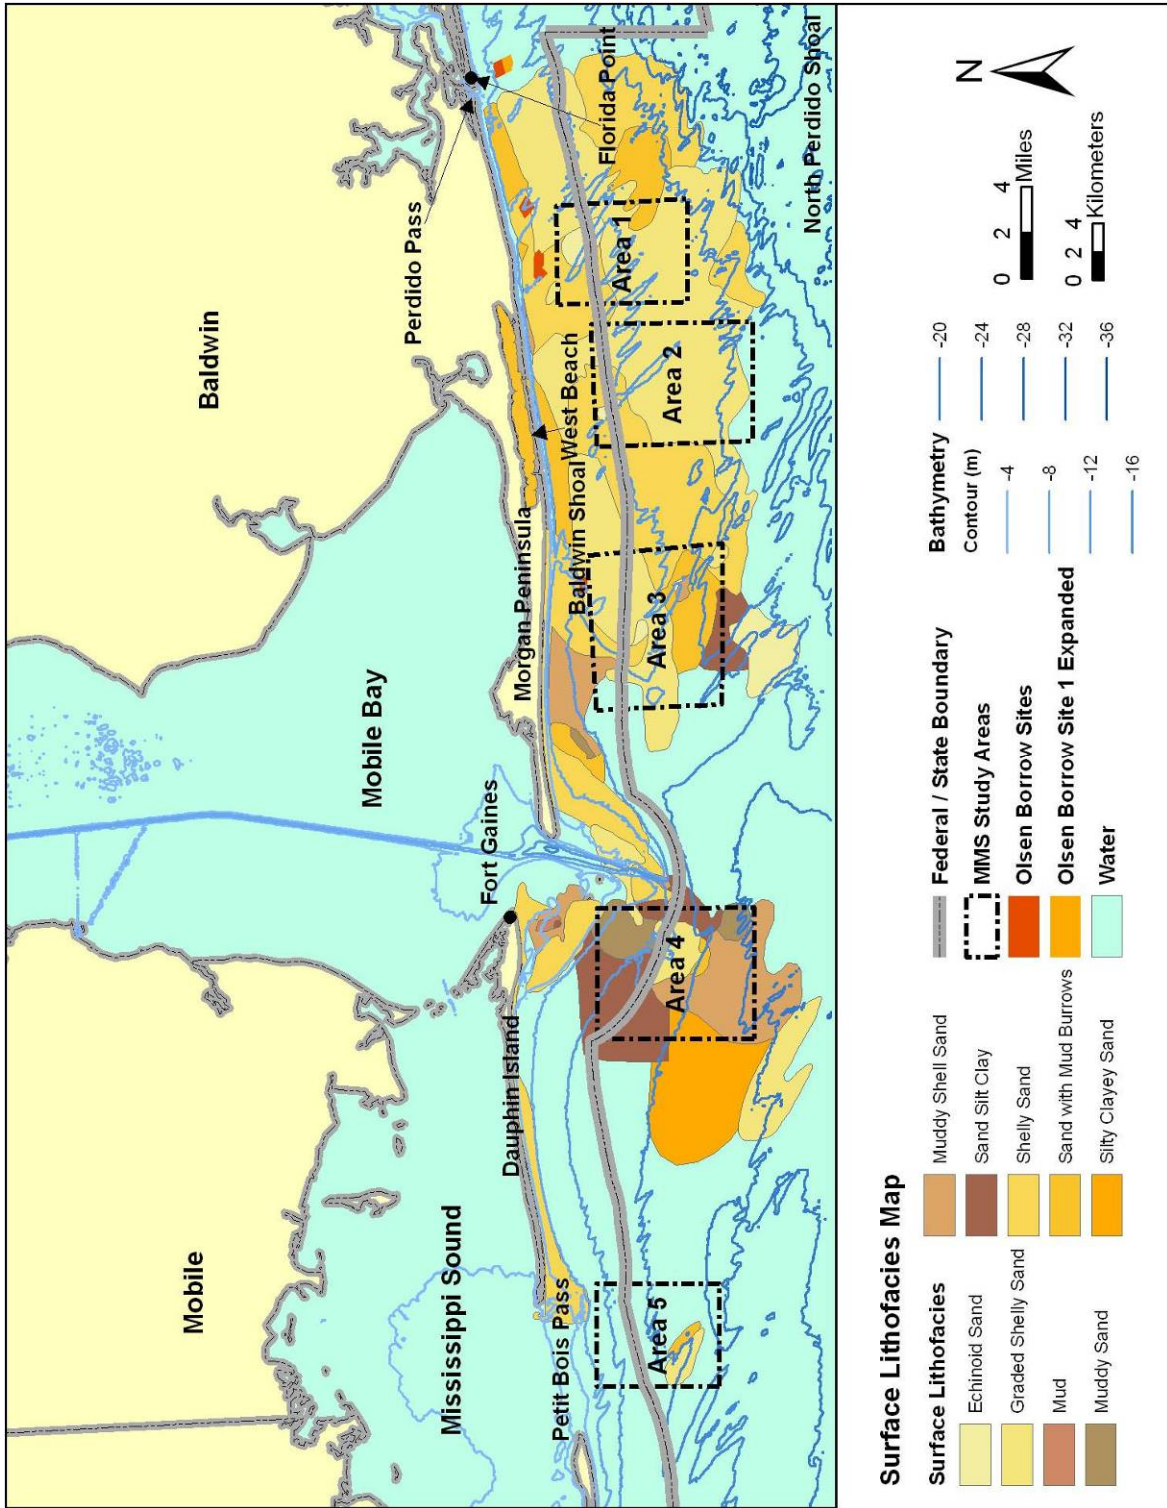 Mobile
Baldwin
Mobile Bay
Mississippi Sound
Perdido Pass
Fort Gaines
Morgan Peninsula
West Beach
Dauphin Island
Petit Bois Pass
Baldwin Shoal
Florida Point
Area 1
Area 2
Area 3
Area 4
Area 5
North Perdido Shoal
Surface Lithofacies Map
Surface Lithofacies
Echinoid Sand
Graded Shelly Sand
Mud
Muddy Sand
Muddy Shell Sand
Sand Silt Clay
Shelly Sand
Sand with Mud Burrows
Silty Clayey Sand
Federal / State Boundary
MMS Study Areas
Olsen Borrow Sites
Olsen Borrow Site 1 Expanded
Water
Bathymetry
Contour (m)
-4
-8
-12
-16
-20
-24
-28
-32
-36
0 2 4
Miles
0 2 4
Kilometers
N